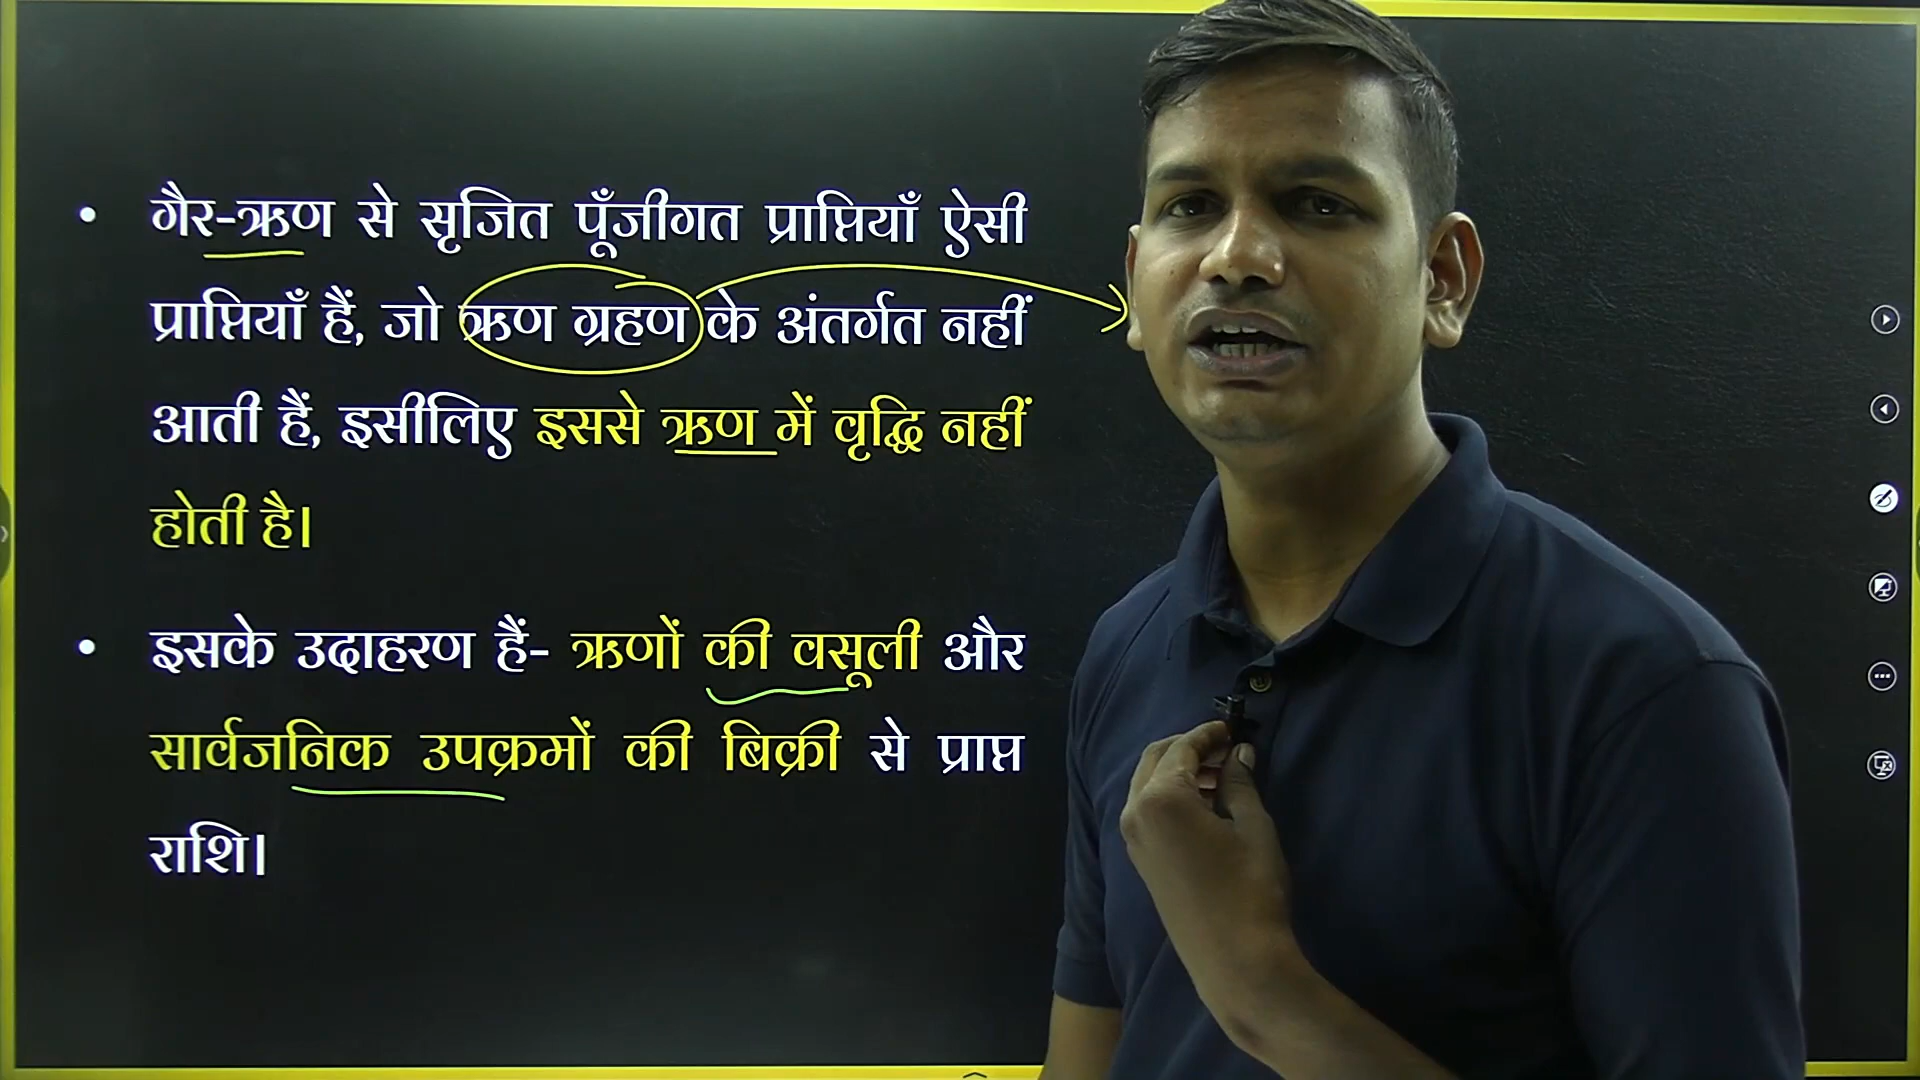 • गैर-ऋण से सृजित पूँजीगत प्राप्तियाँ ऐसी
प्राप्तियाँ हैं, जो ऋण ग्रहण के अंतर्गत नहीं
आती हैं, इसीलिए इससे ऋण में वृद्धि नहीं
होती है।
• इसके उदाहरण हैं- ऋणों की वसूली और
सार्वजनिक उपक्रमों की बिक्री से प्राप्त
राशि।